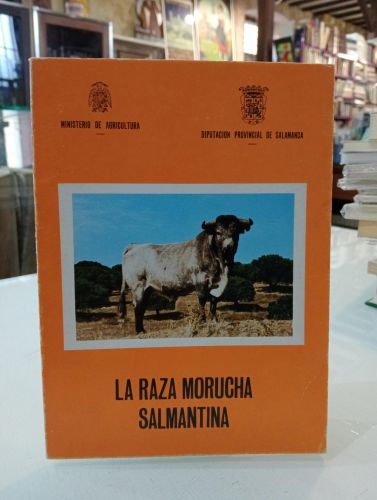 MINISTERIO DE AGRICULTURA
DIPUTACION PROVINCIAL DE SALAMANCA
LA RAZA MORUCHA
SALMANTINA